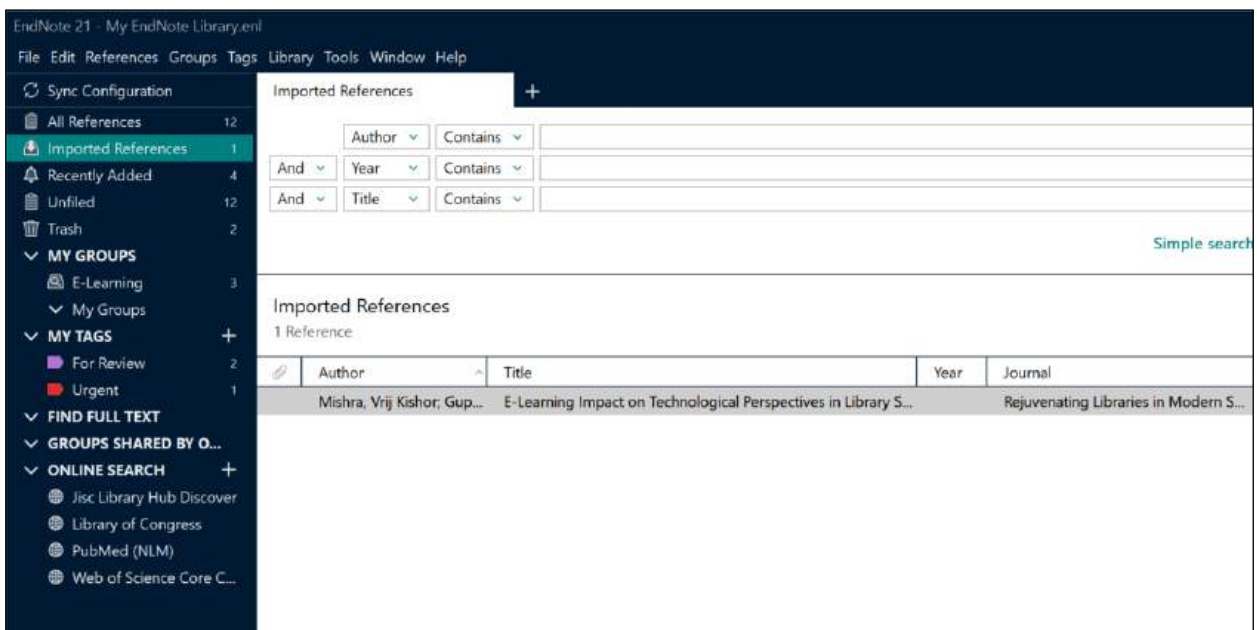 EndNote 21 - My EndNote Library.enl
File Edit References Groups Tags Library Tools Window Help
Sync Configuration
All References 12
Imported References 1
Recently Added 4
Unfiled 12
Trash 2
MY GROUPS
E-Learning 3
My Groups
MY TAGS +
For Review 2
Urgent 1
FIND FULL TEXT
GROUPS SHARED BY O...
ONLINE SEARCH +
Jisc Library Hub Discover
Library of Congress
PubMed (NLM)
Web of Science Core C...
Imported References +
Author Contains
And Year Contains
And Title Contains
Simple search
Imported References
1 Reference
Author Title Year Journal
Mishra, Vrij Kishor; Gup... E-Learning Impact on Technological Perspectives in Library S... Rejuvenating Libraries in Modern S...